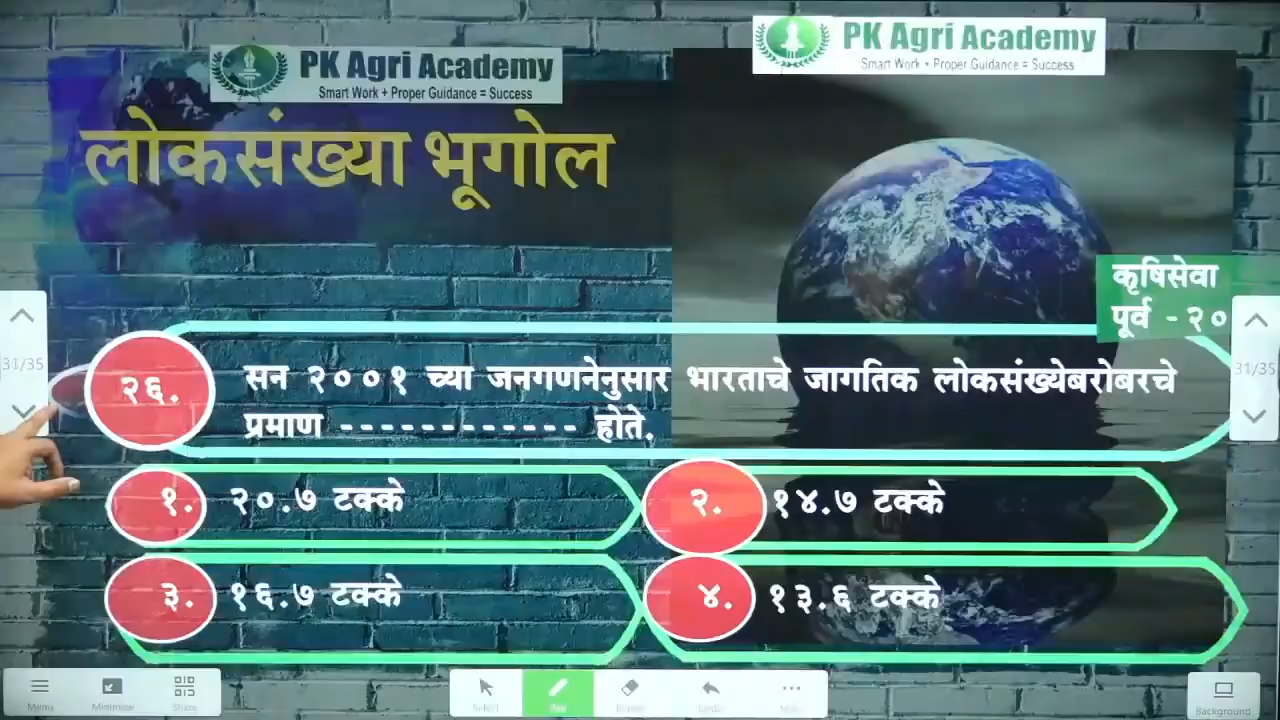 PK Agri Academy
Smart Work + Proper Guidance = Success
PK Agri Academy
Smart Work + Proper Guidance = Success
लोकसंख्या भूगोल
कृषिसेवा
पूर्व - २०
31/35
31/35
२६. सन २००१ च्या जनगणनेनुसार भारताचे जागतिक लोकसंख्येबरोबरचे
प्रमाण ------------ होते.
१. २०.७ टक्के
२. १४.७ टक्के
३. १६.७ टक्के
४. १३.६ टक्के
Menu
Minimize
Share
Select
Pen
Eraser
Undo
More
Background